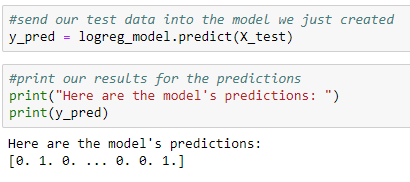 #send our test data into the model we just created
y_pred = logreg_model.predict(X_test)
#print our results for the predictions
print("Here are the model's predictions: ")
print(y_pred)
Here are the model's predictions:
[0. 1. 0. ... 0. 0. 1.]